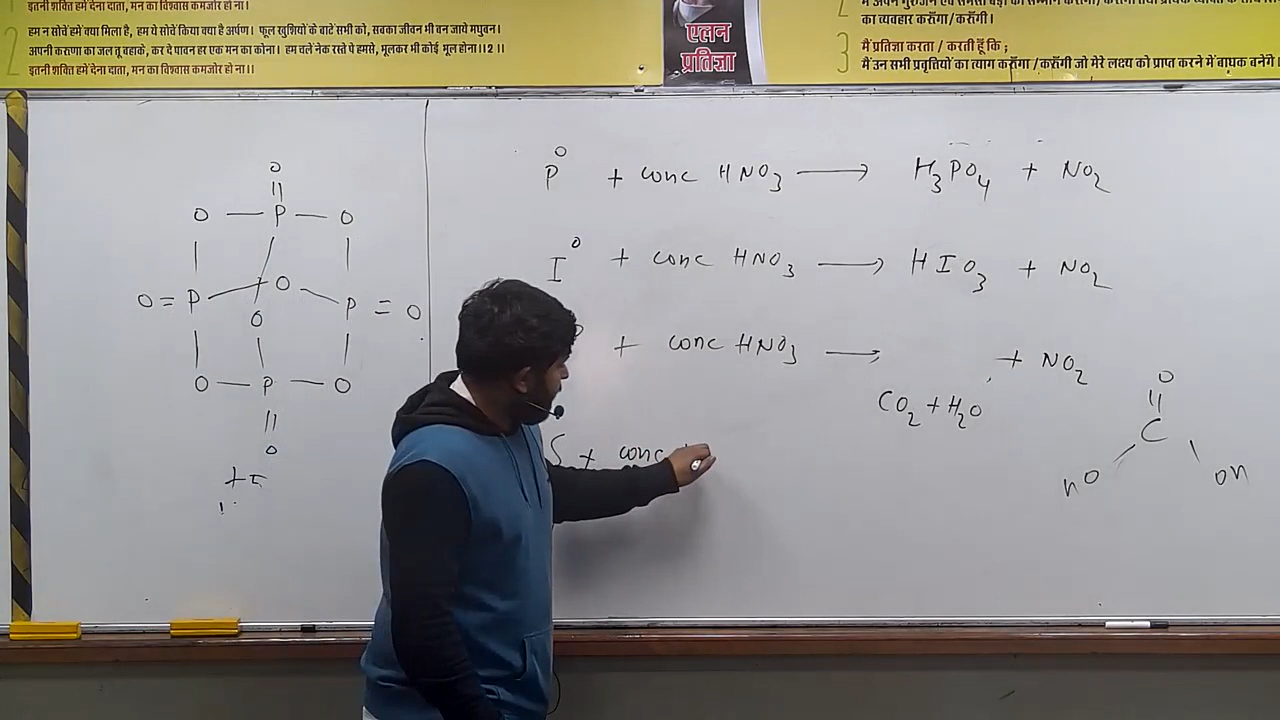 इतनी शक्ति हमें देना दाता, मन का विश्वास कमजोर हो ना।
हम न सोचें हमें क्या मिला है, हम ये सोचें किया क्या है अर्पण। फूल खुशियों के बाटें सभी को, सबका जीवन भी बन जाये मधुबन।
2 अपनी करुणा का जल तू बहाके, कर दे पावन हर एक मन का कोना। हम चलें नेक रस्ते पे हमसे, भूलकर भी कोई भूल हो ना।। 2 ।।
इतनी शक्ति हमें देना दाता, मन का विश्वास कमजोर हो ना।।
एलन
प्रतिज्ञा
का व्यवहार करूँगा / करूँगी।
3 मैं प्रतिज्ञा करता / करती हूँ कि ;
मैं उन सभी प्रवृत्तियों का त्याग करूँगा / करूँगी जो मेरे लक्ष्य को प्राप्त करने में बाधक बनेंगे।
O
||
O — P — O
O = P O P = O
O
O — P — O
||
O
P⁰ + conc HNO₃ ⟶ H₃PO₄ + NO₂
I⁰ + conc HNO₃ ⟶ HIO₃ + NO₂
+ conc HNO₃ ⟶ + NO₂
CO₂ + H₂O
S + conc
O
||
C
HO OH